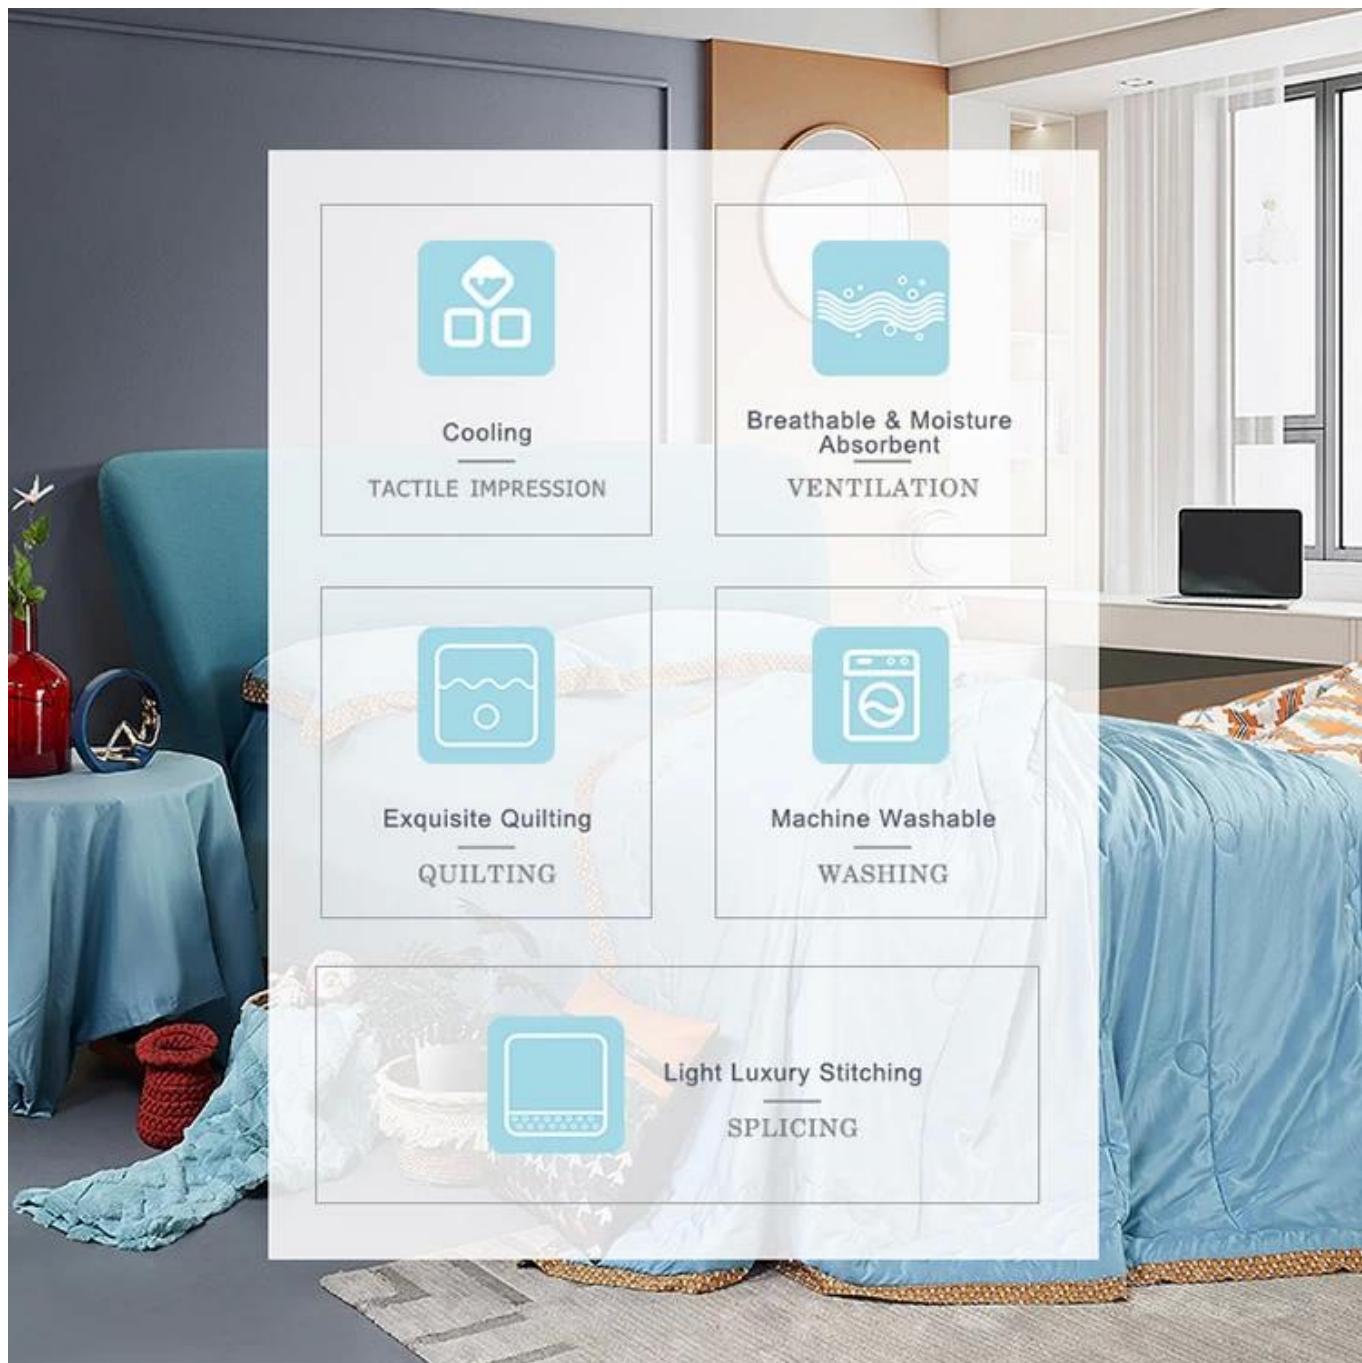 Cooling
TACTILE IMPRESSION
Breathable & Moisture
Absorbent
VENTILATION
Exquisite Quilting
QUILTING
Machine Washable
WASHING
Light Luxury Stitching
SPLICING